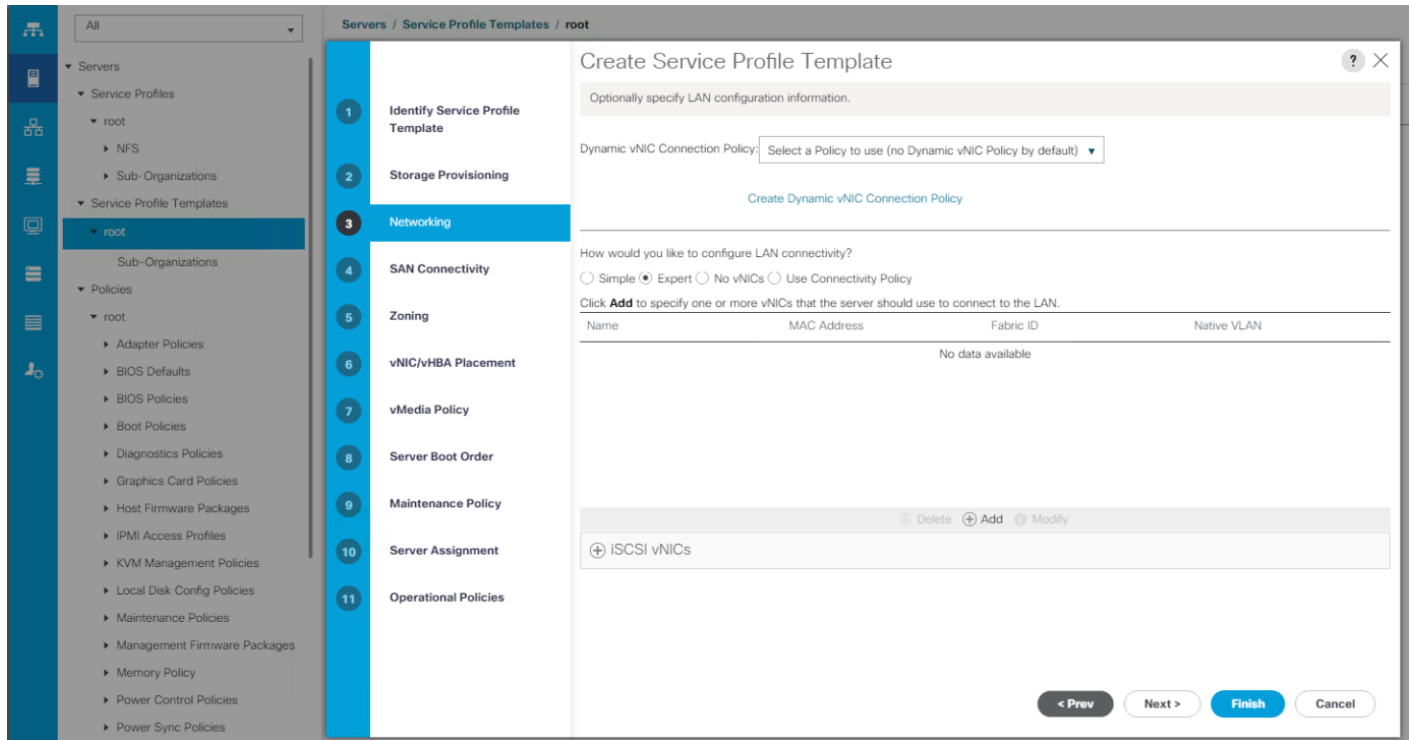 All
Servers
Service Profiles
root
NFS
Sub-Organizations
Service Profile Templates
root
Sub-Organizations
Policies
root
Adapter Policies
BIOS Defaults
BIOS Policies
Boot Policies
Diagnostics Policies
Graphics Card Policies
Host Firmware Packages
IPMI Access Profiles
KVM Management Policies
Local Disk Config Policies
Maintenance Policies
Management Firmware Packages
Memory Policy
Power Control Policies
Power Sync Policies
Servers / Service Profile Templates / root
1 Identify Service Profile
Template
2 Storage Provisioning
3 Networking
4 SAN Connectivity
5 Zoning
6 vNIC/vHBA Placement
7 vMedia Policy
8 Server Boot Order
9 Maintenance Policy
10 Server Assignment
11 Operational Policies
Create Service Profile Template
?
Optionally specify LAN configuration information.
Dynamic vNIC Connection Policy: Select a Policy to use (no Dynamic vNIC Policy by default)
Create Dynamic vNIC Connection Policy
How would you like to configure LAN connectivity?
Simple Expert No vNICs Use Connectivity Policy
Click Add to specify one or more vNICs that the server should use to connect to the LAN.
Name MAC Address Fabric ID Native VLAN
No data available
Delete Add Modify
iSCSI vNICs
< Prev Next > Finish Cancel